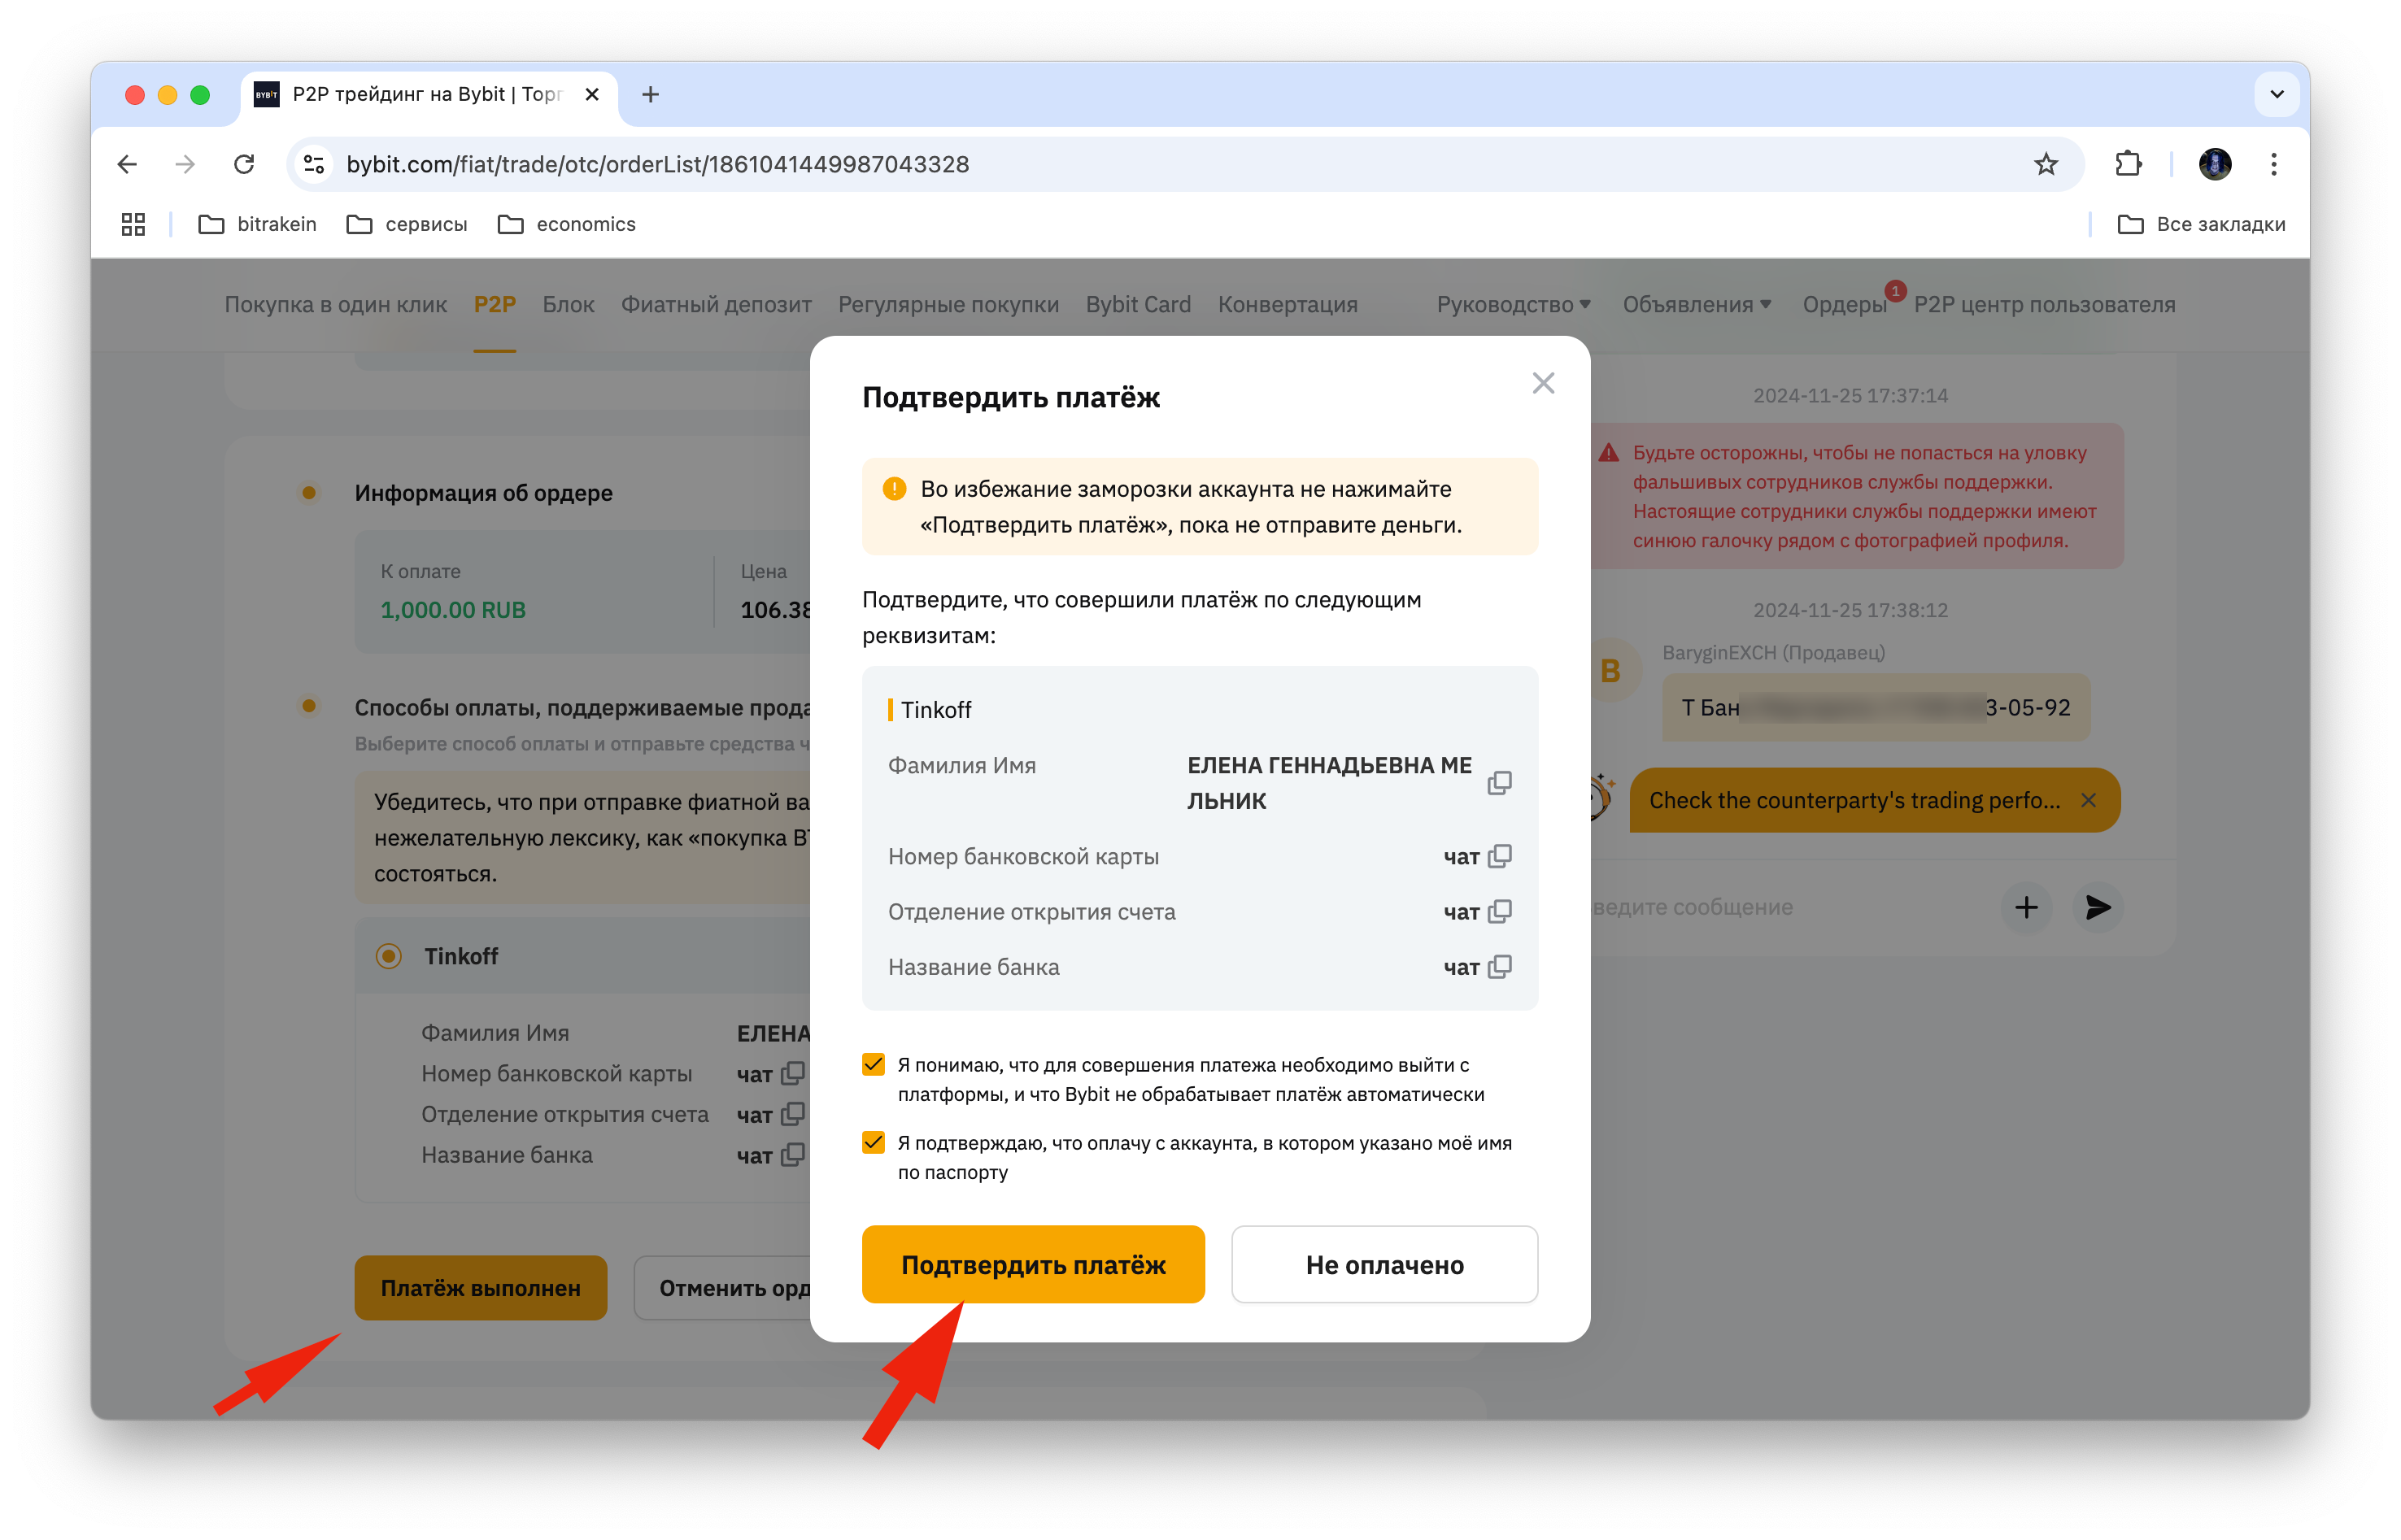 BYBIT
P2P трейдинг на Bybit | Торг
bybit.com/fiat/trade/otc/orderList/1861041449987043328
bitrakein
сервисы
economics
Все закладки
Покупка в один клик
P2P
Блок
Фиатный депозит
Регулярные покупки
Bybit Card
Конвертация
Руководство
Объявления
Ордеры
1
P2P центр пользователя
Информация об ордере
К оплате
1,000.00 RUB
Цена
106.38
Способы оплаты, поддерживаемые прода
Выберите способ оплаты и отправьте средства ч
Убедитесь, что при отправке фиатной ва
нежелательную лексику, как «покупка BT
состояться.
Tinkoff
Фамилия Имя
ЕЛЕНА
Номер банковской карты
чат
Отделение открытия счета
чат
Название банка
чат
Платёж выполнен
Отменить орд
Подтвердить платёж
Во избежание заморозки аккаунта не нажимайте
«Подтвердить платёж», пока не отправите деньги.
Подтвердите, что совершили платёж по следующим
реквизитам:
Tinkoff
Фамилия Имя
ЕЛЕНА ГЕННАДЬЕВНА МЕ
ЛЬНИК
Номер банковской карты
чат
Отделение открытия счета
чат
Название банка
чат
Я понимаю, что для совершения платежа необходимо выйти с
платформы, и что Bybit не обрабатывает платёж автоматически
Я подтверждаю, что оплачу с аккаунта, в котором указано моё имя
по паспорту
Подтвердить платёж
Не оплачено
2024-11-25 17:37:14
Будьте осторожны, чтобы не попасться на уловку
фальшивых сотрудников службы поддержки.
Настоящие сотрудники службы поддержки имеют
синюю галочку рядом с фотографией профиля.
2024-11-25 17:38:12
B
BaryginEXCH (Продавец)
Т Бан 3-05-92
Check the counterparty's trading perfo...
ведите сообщение